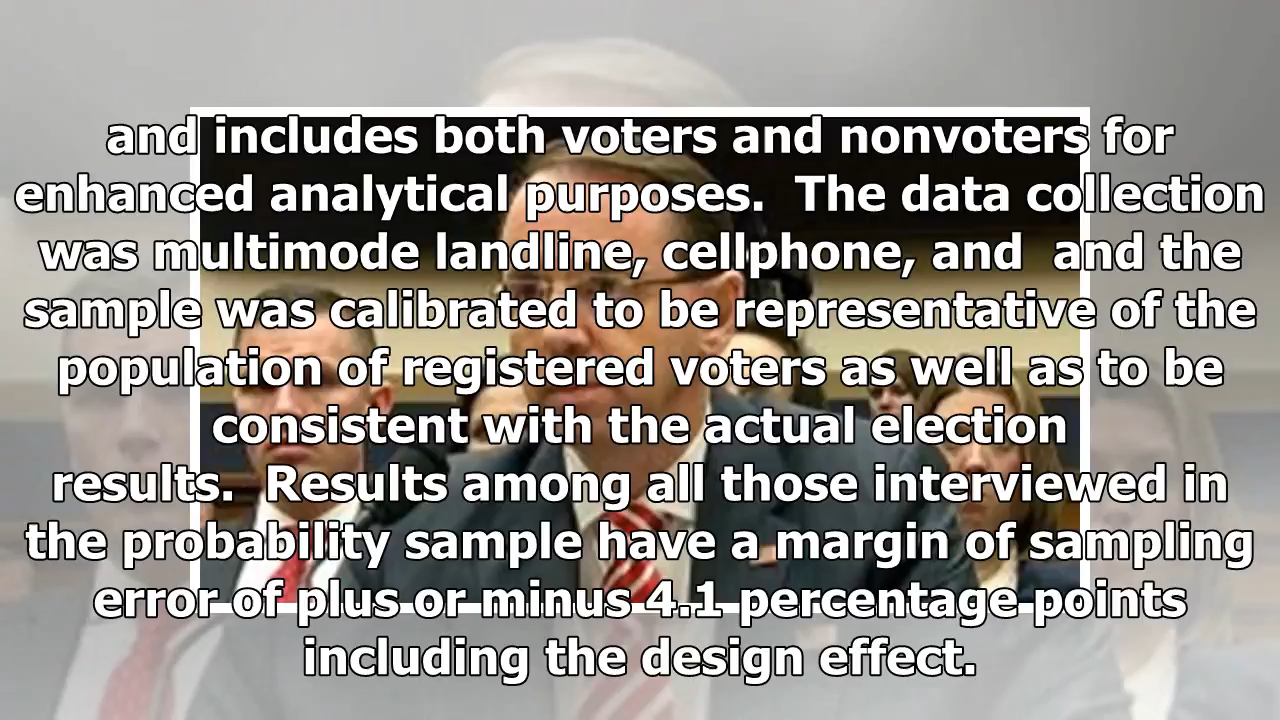 and includes both voters and nonvoters for
enhanced analytical purposes.  The data collection
was multimode landline, cellphone, and  and the
sample was calibrated to be representative of the
population of registered voters as well as to be
consistent with the actual election
results.  Results among all those interviewed in
the probability sample have a margin of sampling
error of plus or minus 4.1 percentage points
including the design effect.